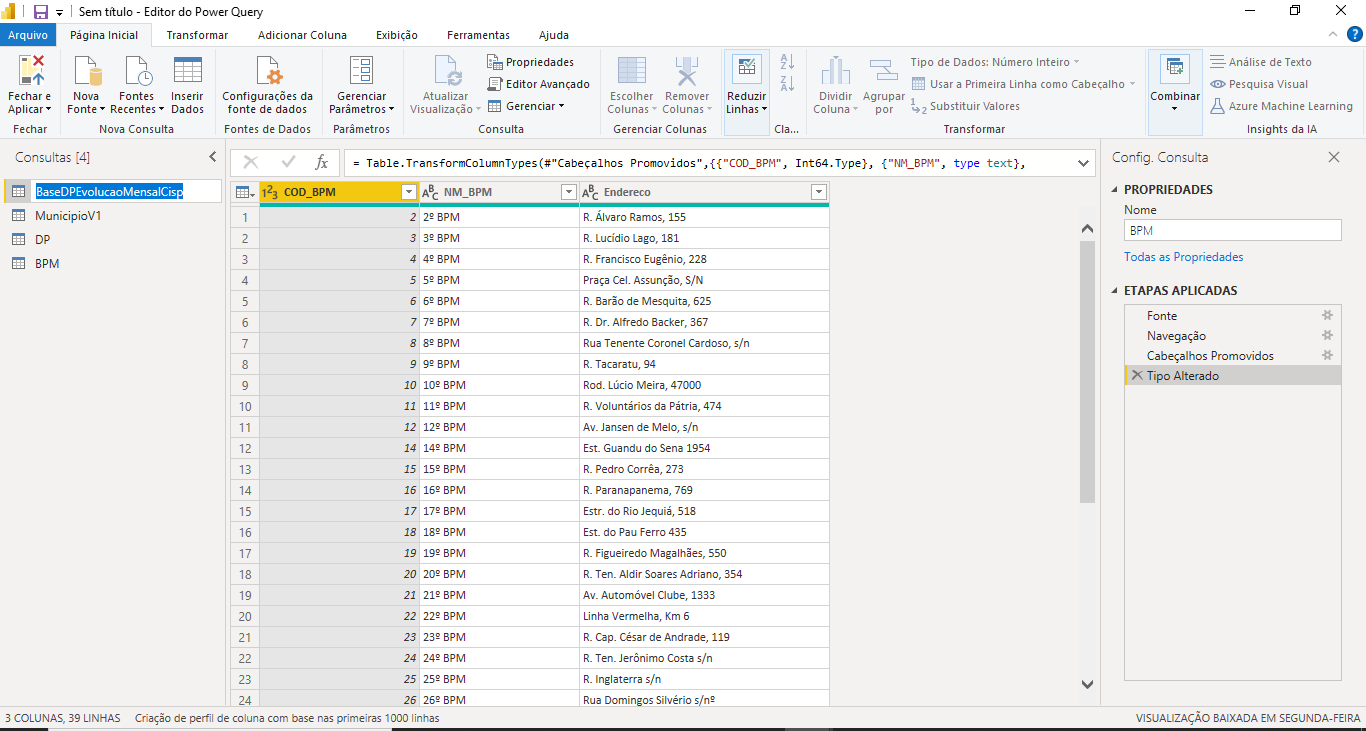 Sem título - Editor do Power Query
Arquivo Página Inicial Transformar Adicionar Coluna Exibição Ferramentas Ajuda
Fechar e Aplicar
Fechar
Nova Fonte
Fontes Recentes
Inserir Dados
Nova Consulta
Configurações da fonte de dados
Fontes de Dados
Gerenciar Parâmetros
Parâmetros
Atualizar Visualização
Propriedades
Editor Avançado
Gerenciar
Consulta
Escolher Colunas
Remover Colunas
Gerenciar Colunas
Reduzir Linhas
Cla...
Dividir Coluna
Agrupar por
Tipo de Dados: Número Inteiro
Usar a Primeira Linha como Cabeçalho
Substituir Valores
Transformar
Combinar
Análise de Texto
Pesquisa Visual
Azure Machine Learning
Insights da IA
Consultas [4]
BaseDPEvolucaoMensalCisp
MunicipioV1
DP
BPM
fx
= Table.TransformColumnTypes(#"Cabeçalhos Promovidos",{{"COD_BPM", Int64.Type}, {"NM_BPM", type text},
COD_BPM NM_BPM Endereco
1 2 2º BPM R. Álvaro Ramos, 155
2 3 3º BPM R. Lucídio Lago, 181
3 4 4º BPM R. Francisco Eugênio, 228
4 5 5º BPM Praça Cel. Assunção, S/N
5 6 6º BPM R. Barão de Mesquita, 625
6 7 7º BPM R. Dr. Alfredo Backer, 367
7 8 8º BPM Rua Tenente Coronel Cardoso, s/n
8 9 9º BPM R. Tacaratu, 94
9 10 10º BPM Rod. Lúcio Meira, 47000
10 11 11º BPM R. Voluntários da Pátria, 474
11 12 12º BPM Av. Jansen de Melo, s/n
12 14 14º BPM Est. Guandu do Sena 1954
13 15 15º BPM R. Pedro Corrêa, 273
14 16 16º BPM R. Paranapanema, 769
15 17 17º BPM Estr. do Rio Jequiá, 518
16 18 18º BPM Est. do Pau Ferro 435
17 19 19º BPM R. Figueiredo Magalhães, 550
18 20 20º BPM R. Ten. Aldir Soares Adriano, 354
19 21 21º BPM Av. Automóvel Clube, 1333
20 22 22º BPM Linha Vermelha, Km 6
21 23 23º BPM R. Cap. César de Andrade, 119
22 24 24º BPM R. Ten. Jerônimo Costa s/n
23 25 25º BPM R. Inglaterra s/n
24 26 26º BPM Rua Domingos Silvério s/nº
Config. Consulta
PROPRIEDADES
Nome
BPM
Todas as Propriedades
ETAPAS APLICADAS
Fonte
Navegação
Cabeçalhos Promovidos
Tipo Alterado
3 COLUNAS, 39 LINHAS Criação de perfil de coluna com base nas primeiras 1000 linhas
VISUALIZAÇÃO BAIXADA EM SEGUNDA-FEIRA